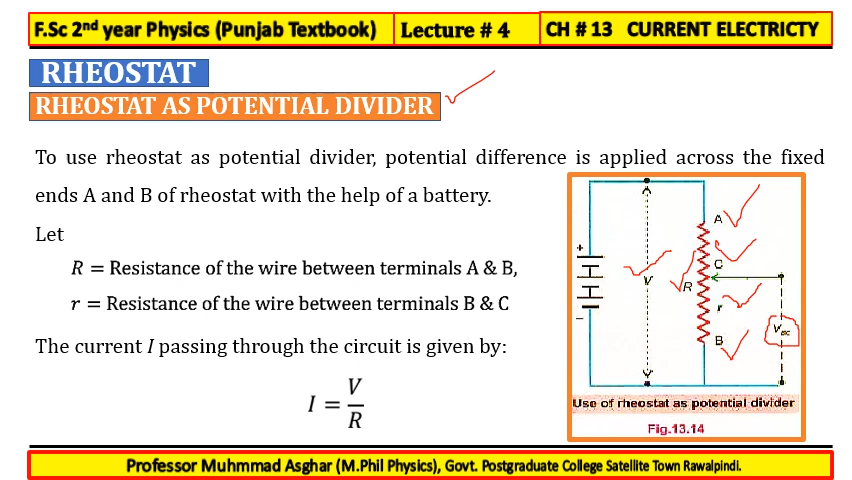 F.Sc 2nd year Physics (Punjab Textbook) Lecture # 4 CH # 13 CURRENT ELECTRICTY
RHEOSTAT
RHEOSTAT AS POTENTIAL DIVIDER
To use rheostat as potential divider, potential difference is applied across the fixed
ends A and B of rheostat with the help of a battery.
Let
R = Resistance of the wire between terminals A & B,
r = Resistance of the wire between terminals B & C
The current I passing through the circuit is given by:
I = V/R
A
+
C
V
R
r
VBC
B
−
Use of rheostat as potential divider
Fig.13.14
Professor Muhmmad Asghar (M.Phil Physics), Govt. Postgraduate College Satellite Town Rawalpindi.